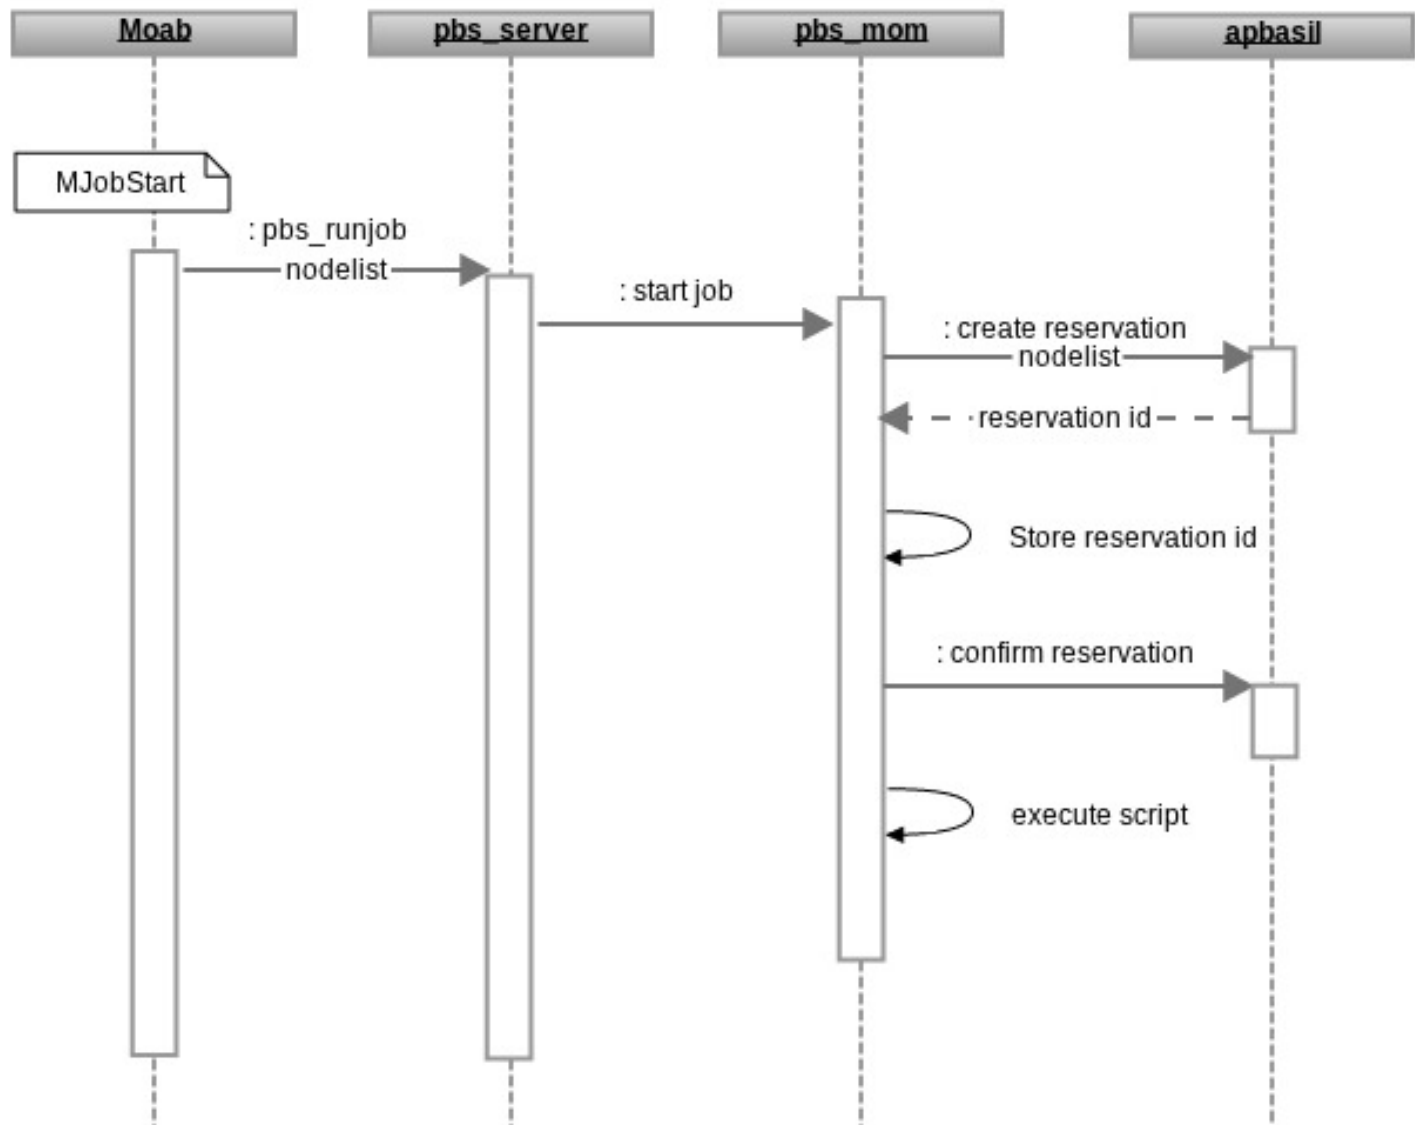 Moab
pbs_server
pbs_mom
apbasil
MJobStart
: pbs_runjob
nodelist
: start job
: create reservation
nodelist
reservation id
Store reservation id
: confirm reservation
execute script